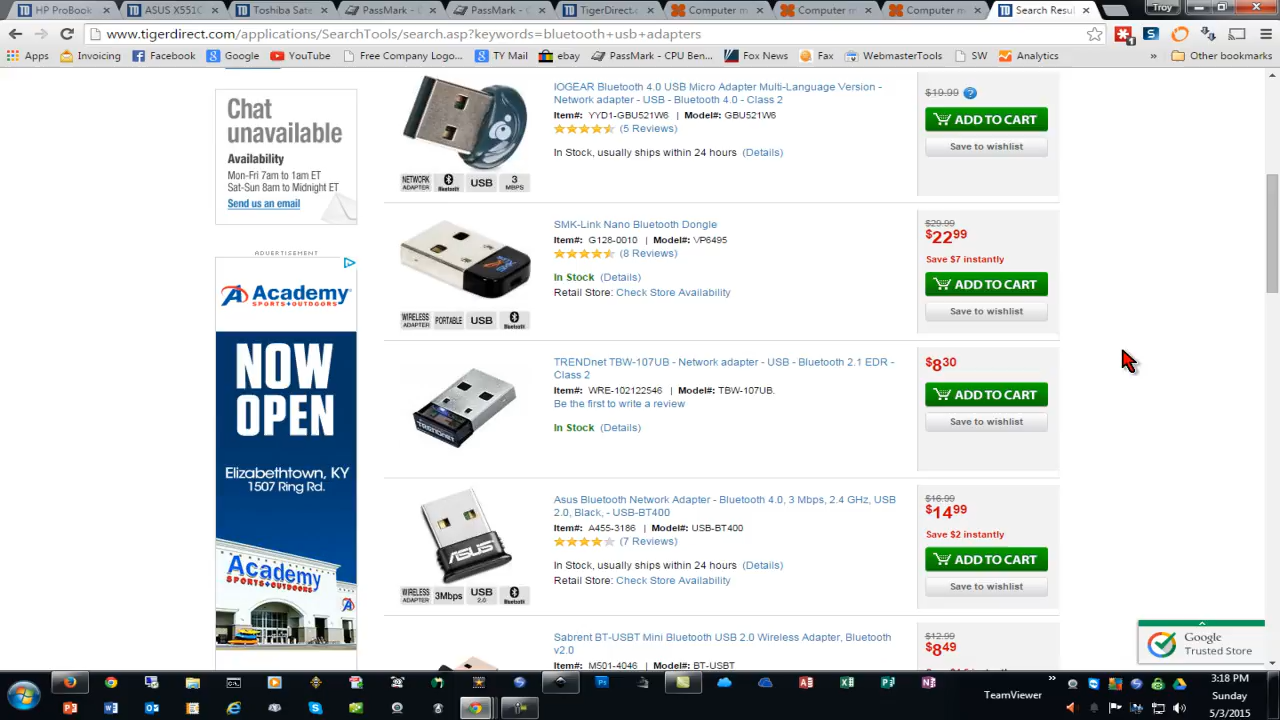 HP ProBook
ASUS X551C
Toshiba Sate
PassMark - C
PassMark - C
TigerDirect.c
Computer m
Computer m
Computer m
Search Resul
Troy
www.tigerdirect.com/applications/SearchTools/search.asp?keywords=bluetooth+usb+adapters
Apps
Invoicing
Facebook
Google
YouTube
Free Company Logo...
TY Mail
ebay
PassMark - CPU Ben...
Fox News
Fax
WebmasterTools
SW
Analytics
»
Other bookmarks
Chat
unavailable
Availability
Mon-Fri 7am to 1am ET
Sat-Sun 8am to Midnight ET
Send us an email
ADVERTISEMENT
Academy
SPORTS+OUTDOORS
NOW
OPEN
Elizabethtown, KY
1507 Ring Rd.
Academy
SPORTS+OUTDOORS
IOGEAR Bluetooth 4.0 USB Micro Adapter Multi-Language Version -
Network adapter - USB - Bluetooth 4.0 - Class 2
Item#: YYD1-GBU521W6 | Model#: GBU521W6
(5 Reviews)
In Stock, usually ships within 24 hours (Details)
NETWORK ADAPTER
Bluetooth
USB
3 MBPS
$19.99
ADD TO CART
Save to wishlist
SMK-Link Nano Bluetooth Dongle
Item#: G128-0010 | Model#: VP6495
(8 Reviews)
In Stock (Details)
Retail Store: Check Store Availability
WIRELESS ADAPTER
PORTABLE
USB
Bluetooth
$29.99
$22.99
Save $7 instantly
ADD TO CART
Save to wishlist
TRENDnet TBW-107UB - Network adapter - USB - Bluetooth 2.1 EDR -
Class 2
Item#: WRE-102122546 | Model#: TBW-107UB.
Be the first to write a review
In Stock (Details)
TRENDNET
$8.30
ADD TO CART
Save to wishlist
Asus Bluetooth Network Adapter - Bluetooth 4.0, 3 Mbps, 2.4 GHz, USB
2.0, Black, - USB-BT400
Item#: A455-3186 | Model#: USB-BT400
(7 Reviews)
In Stock, usually ships within 24 hours (Details)
Retail Store: Check Store Availability
ASUS
WIRELESS ADAPTER
3Mbps
USB 2.0
Bluetooth
$16.99
$14.99
Save $2 instantly
ADD TO CART
Save to wishlist
Sabrent BT-USBT Mini Bluetooth USB 2.0 Wireless Adapter, Bluetooth
v2.0
Item#: M501-4046 | Model#: BT-USBT
$12.99
$8.49
Google
Trusted Store
TeamViewer
»
3:18 PM
Sunday
5/3/2015